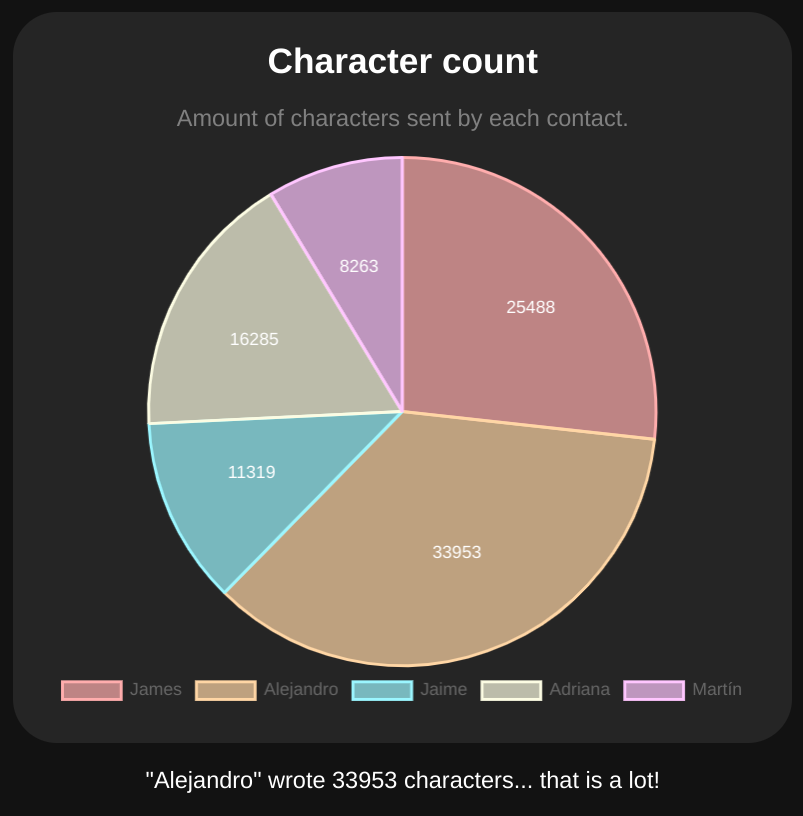 Character count
Amount of characters sent by each contact.
8263
25488
16285
11319
33953
James Alejandro Jaime Adriana Martín
"Alejandro" wrote 33953 characters... that is a lot!